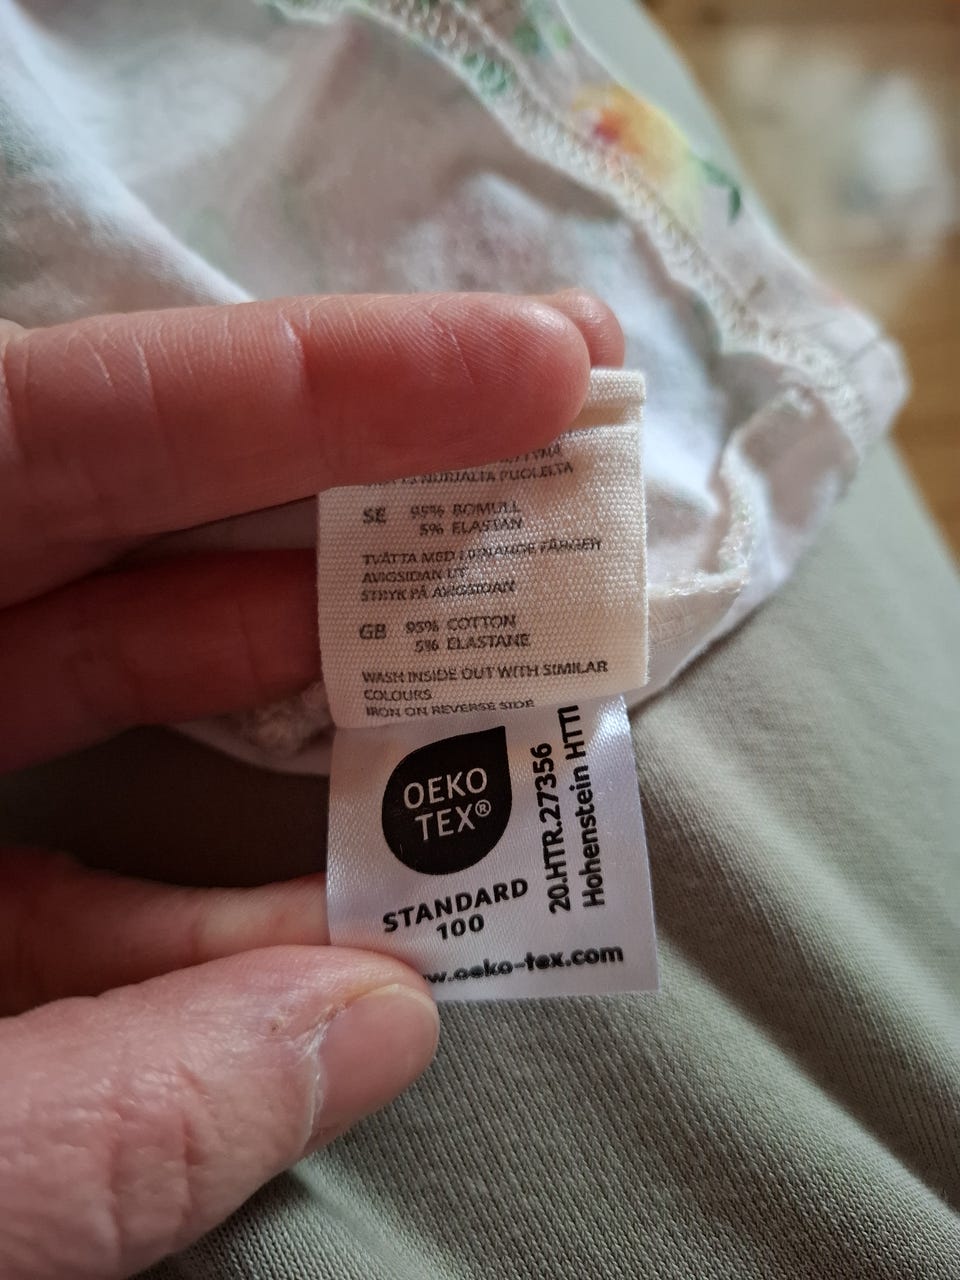 NURJALTA PUOLELTA
SE 95% BOMULL
5% ELASTAN
TVÄTTA MED LIKNANDE FÄRGER
AVIGSIDAN UT
STRYK PÅ AVIGSIDAN
GB 95% COTTON
5% ELASTANE
WASH INSIDE OUT WITH SIMILAR
COLOURS
IRON ON REVERSE SIDE
OEKO
TEX®
STANDARD
100
20.HTR.27356
Hohenstein HTTI
w.oeko-tex.com